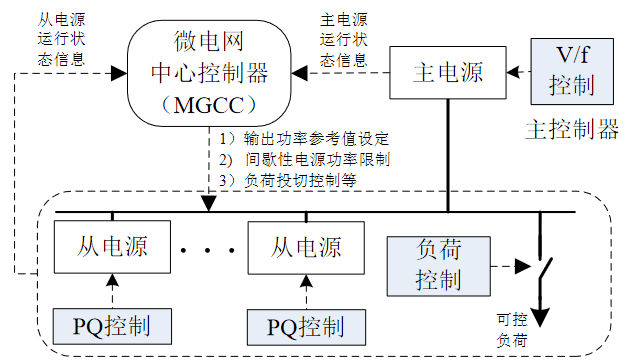 从电源
运行状
态信息
微电网
中心控制器
（MGCC）
主电源
运行状
态信息
主电源
V/f
控制
主控制器
1）输出功率参考值设定
2）间歇性电源功率限制
3）负荷投切控制等
从电源
···
从电源
负荷
控制
PQ控制
PQ控制
可控
负荷